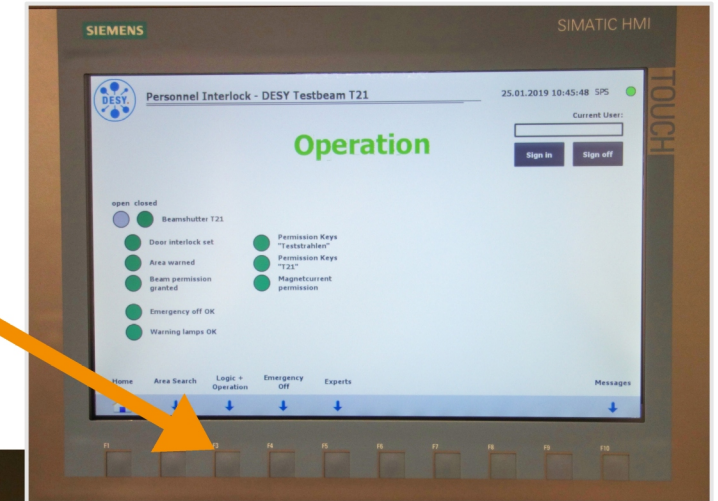 SIEMENS
SIMATIC HMI
TOUCH
DESY.
Personnel Interlock - DESY Testbeam T21
25.01.2019 10:45:48 SPS
Current User:
Operation
Sign in
Sign off
open closed
Beamshutter T21
Door interlock set
Permission Keys
"Teststrahlen"
Area warned
Permission Keys
"T21"
Beam permission
granted
Magnetcurrent
permission
Emergency off OK
Warning lamps OK
Home
Area Search
Logic +
Operation
Emergency
Off
Experts
Messages
F1
F3
F4
F5
F6
F7
F8
F9
F10